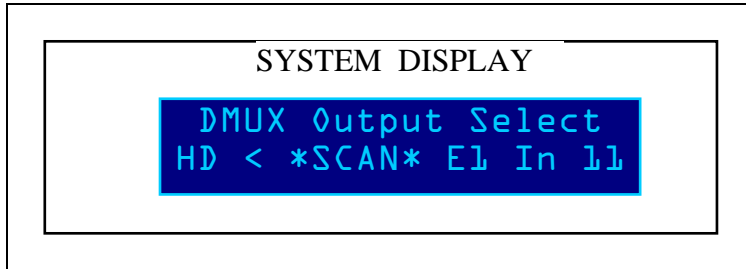 SYSTEM DISPLAY
DMUX Output Select
HD < *SCAN* E1 In 11